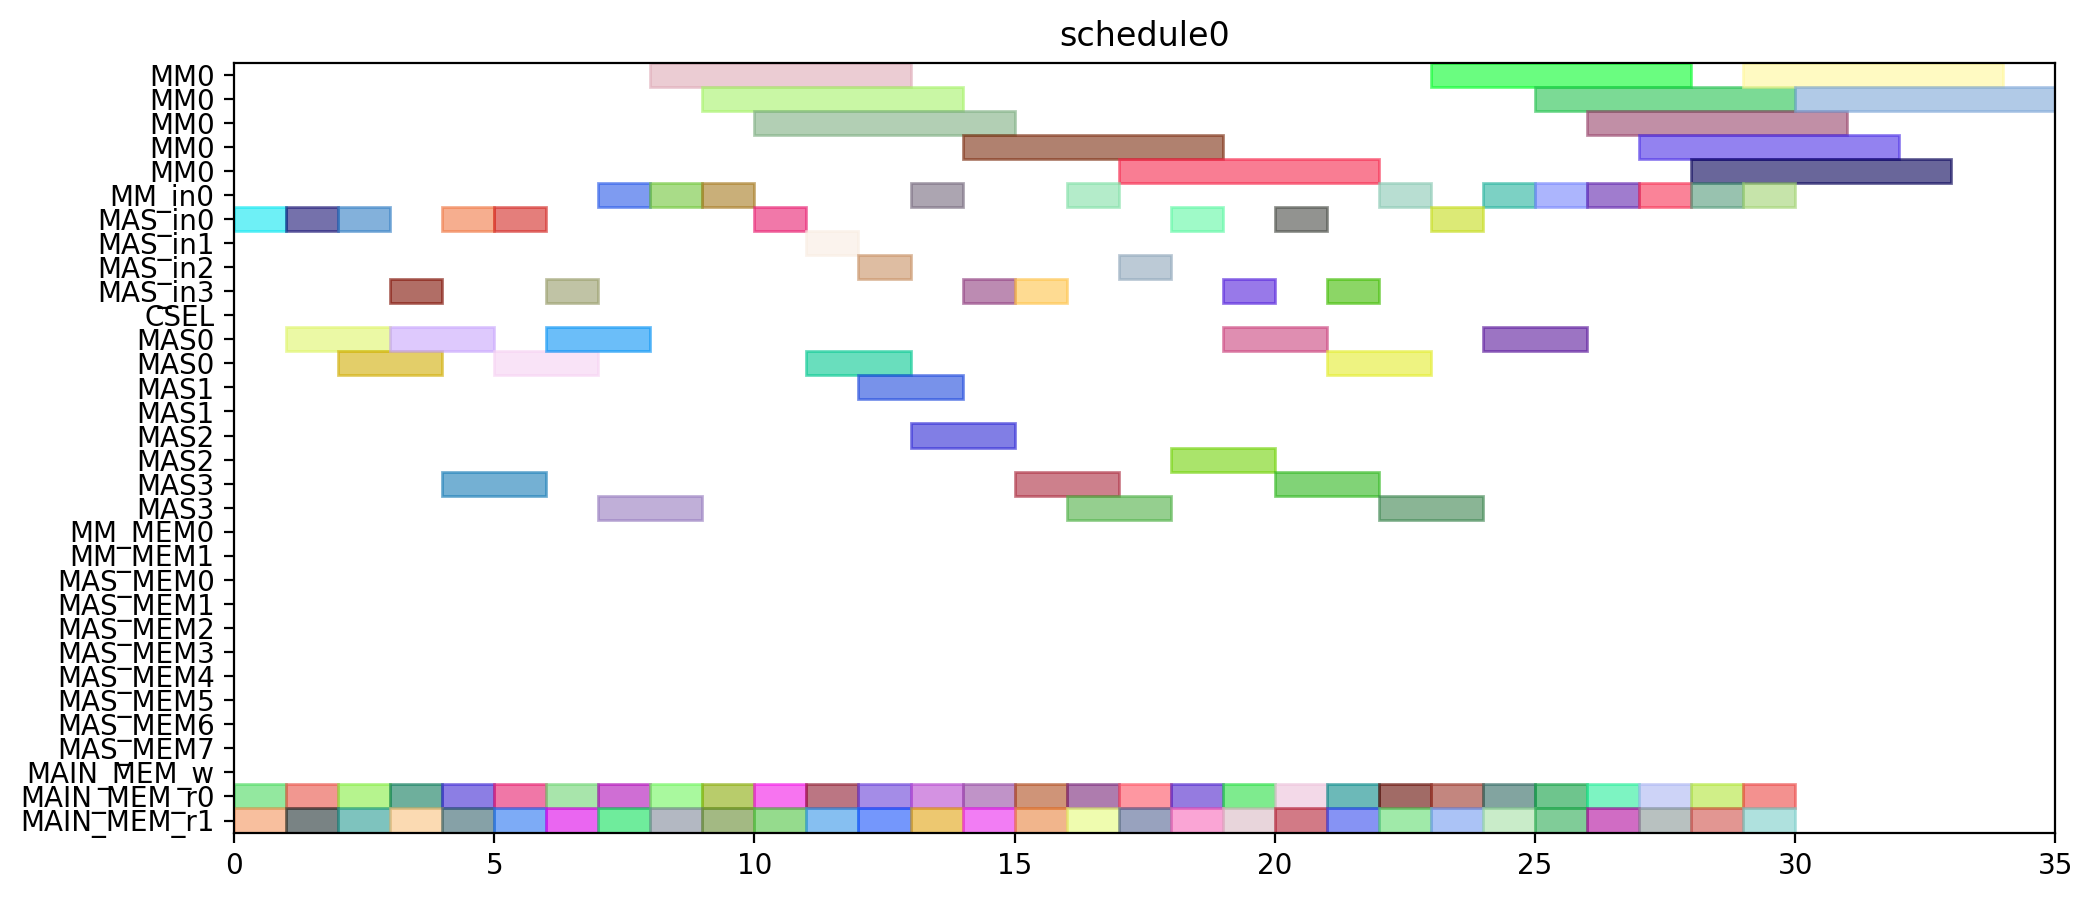 schedule0
MM0
MM0
MM0
MM0
MM0
MM_in0
MAS_in0
MAS_in1
MAS_in2
MAS_in3
CSEL
MAS0
MAS0
MAS1
MAS1
MAS2
MAS2
MAS3
MAS3
MM_MEM0
MM_MEM1
MAS_MEM0
MAS_MEM1
MAS_MEM2
MAS_MEM3
MAS_MEM4
MAS_MEM5
MAS_MEM6
MAS_MEM7
MAIN_MEM_w
MAIN_MEM_r0
MAIN_MEM_r1
0 5 10 15 20 25 30 35